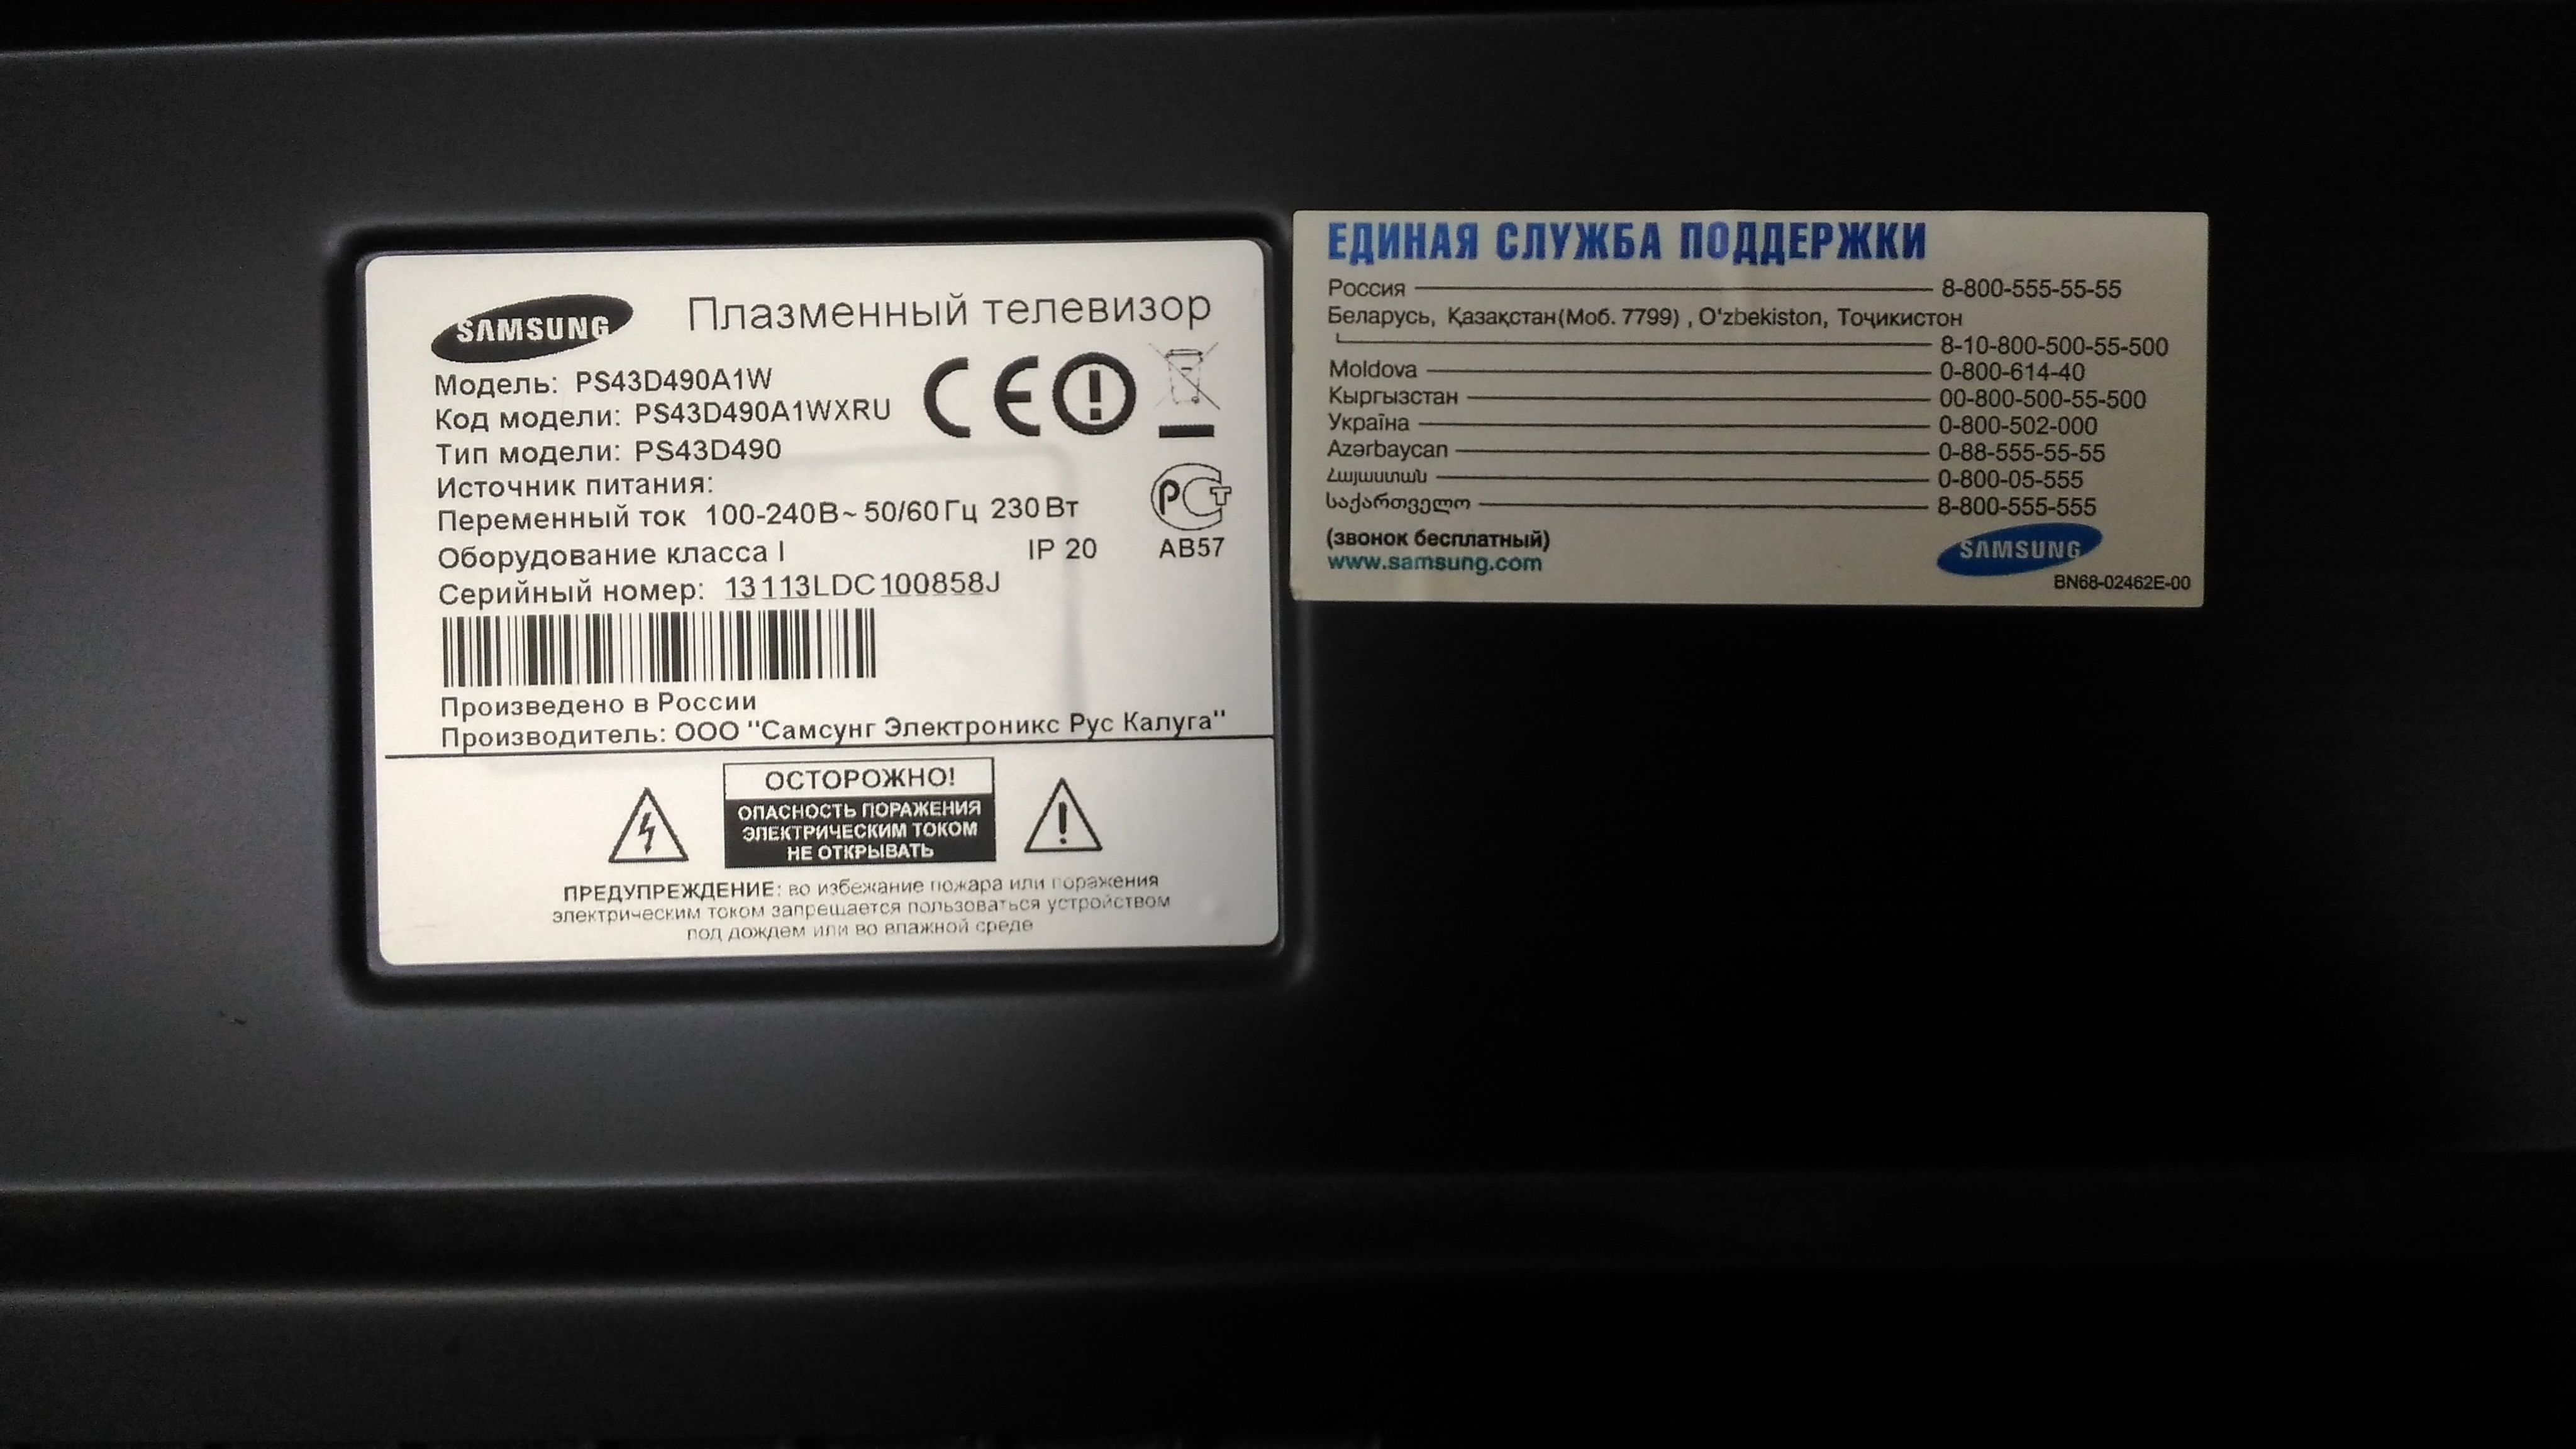 SAMSUNG Плазменный телевизор
Модель: PS43D490A1W
Код модели: PS43D490A1WXRU
Тип модели: PS43D490
Источник питания:
Переменный ток 100-240В~ 50/60Гц 230Вт
Оборудование класса I IP 20 АВ57
Серийный номер: 13113LDC100858J
Произведено в России
Производитель: ООО "Самсунг Электроникс Рус Калуга"
ОСТОРОЖНО!
ОПАСНОСТЬ ПОРАЖЕНИЯ
ЭЛЕКТРИЧЕСКИМ ТОКОМ
НЕ ОТКРЫВАТЬ
ПРЕДУПРЕЖДЕНИЕ: во избежание пожара или поражения
электрическим током запрещается пользоваться устройством
под дождем или во влажной среде
ЕДИНАЯ СЛУЖБА ПОДДЕРЖКИ
Россия 8-800-555-55-55
Беларусь, Қазақстан(Моб. 7799) , O'zbekiston, Тоҷикистон
8-10-800-500-55-500
Moldova 0-800-614-40
Кыргызстан 00-800-500-55-500
Україна 0-800-502-000
Azərbaycan 0-88-555-55-55
Հայաստան 0-800-05-555
საქართველო 8-800-555-555
(звонок бесплатный)
www.samsung.com
SAMSUNG
BN68-02462E-00